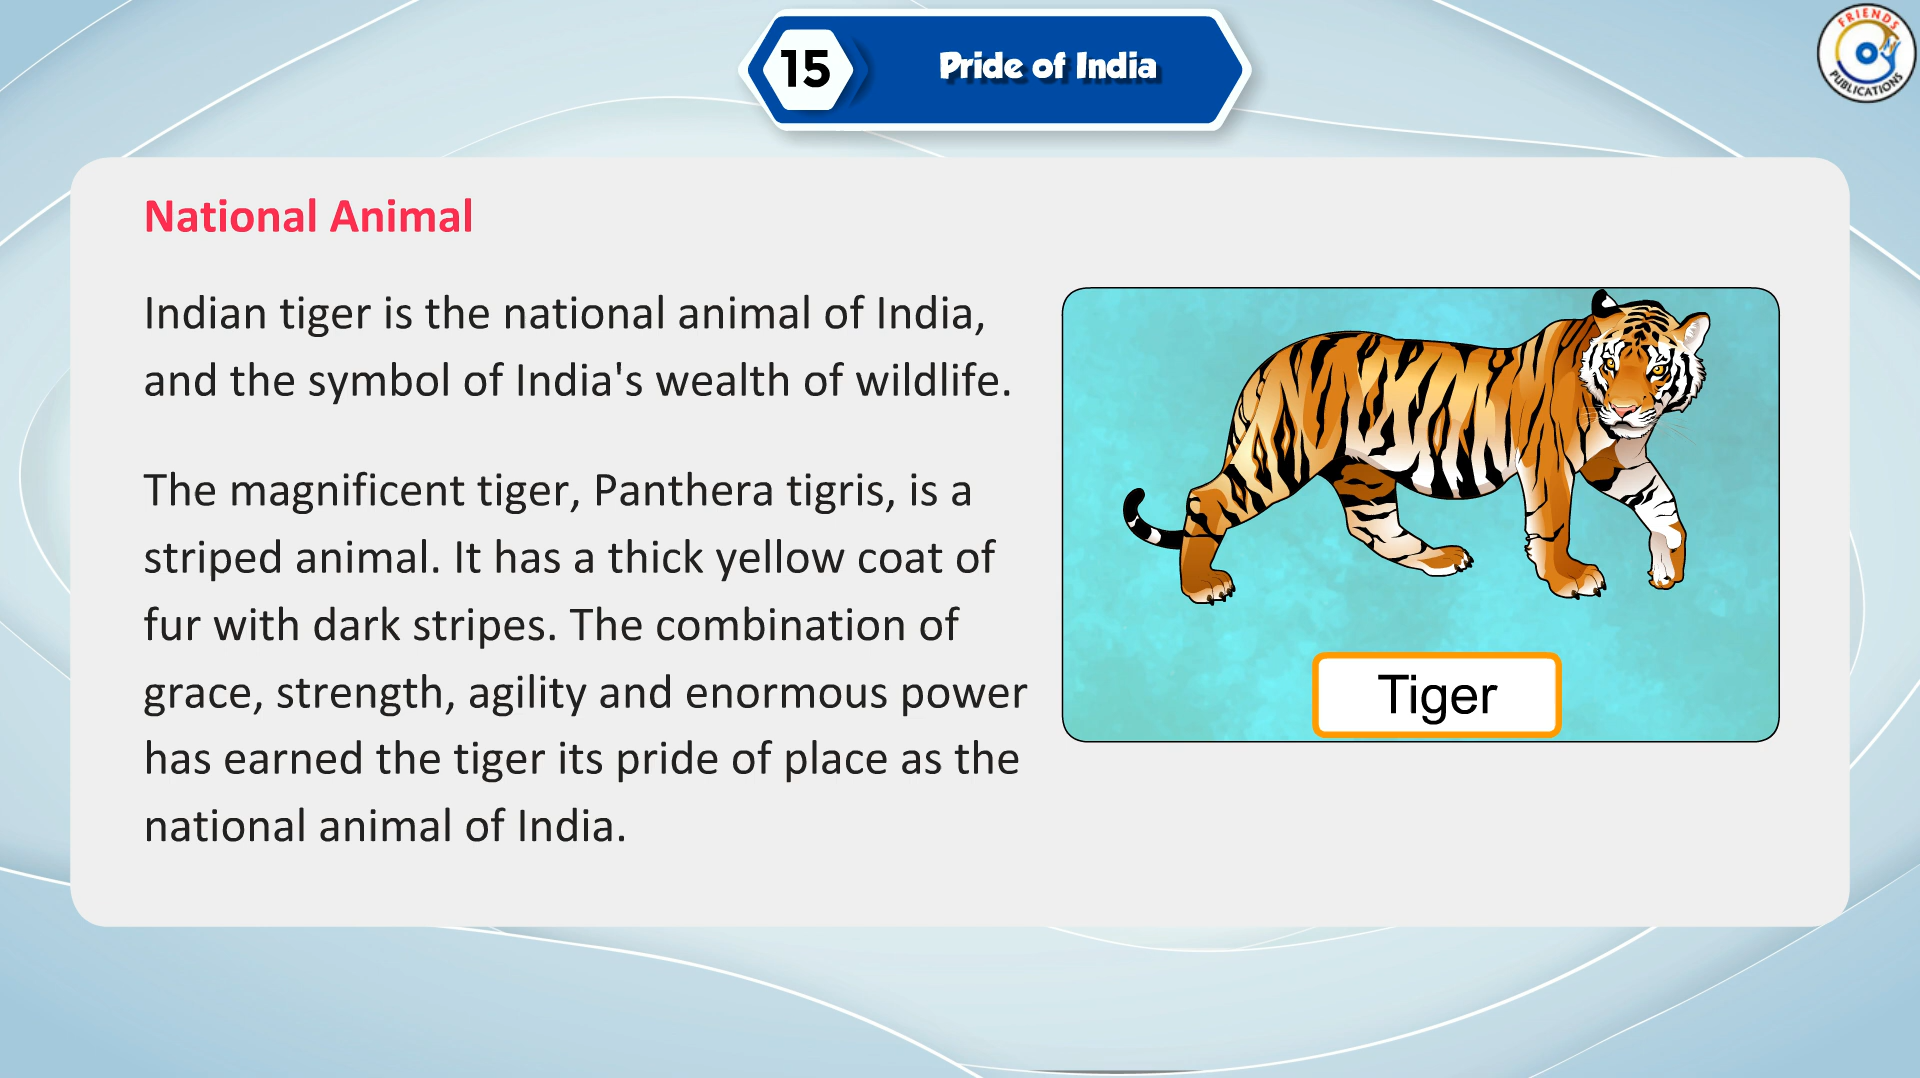 15
Pride of India
FRIENDS
PUBLICATIONS
National Animal
Indian tiger is the national animal of India,
and the symbol of India's wealth of wildlife.
The magnificent tiger, Panthera tigris, is a
striped animal. It has a thick yellow coat of
fur with dark stripes. The combination of
grace, strength, agility and enormous power
has earned the tiger its pride of place as the
national animal of India.
Tiger